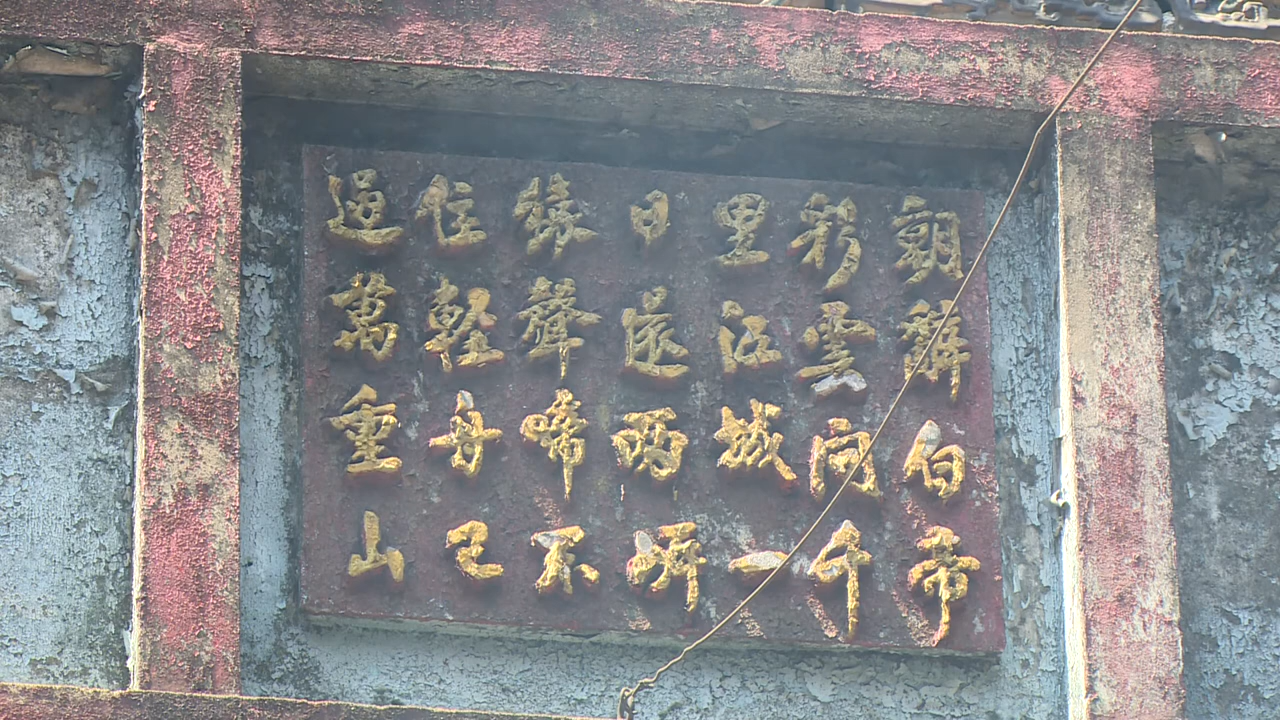 朝辭白帝
彩雲間千
里江城一
日還兩岸
猿聲啼不
住輕舟已
過萬重山